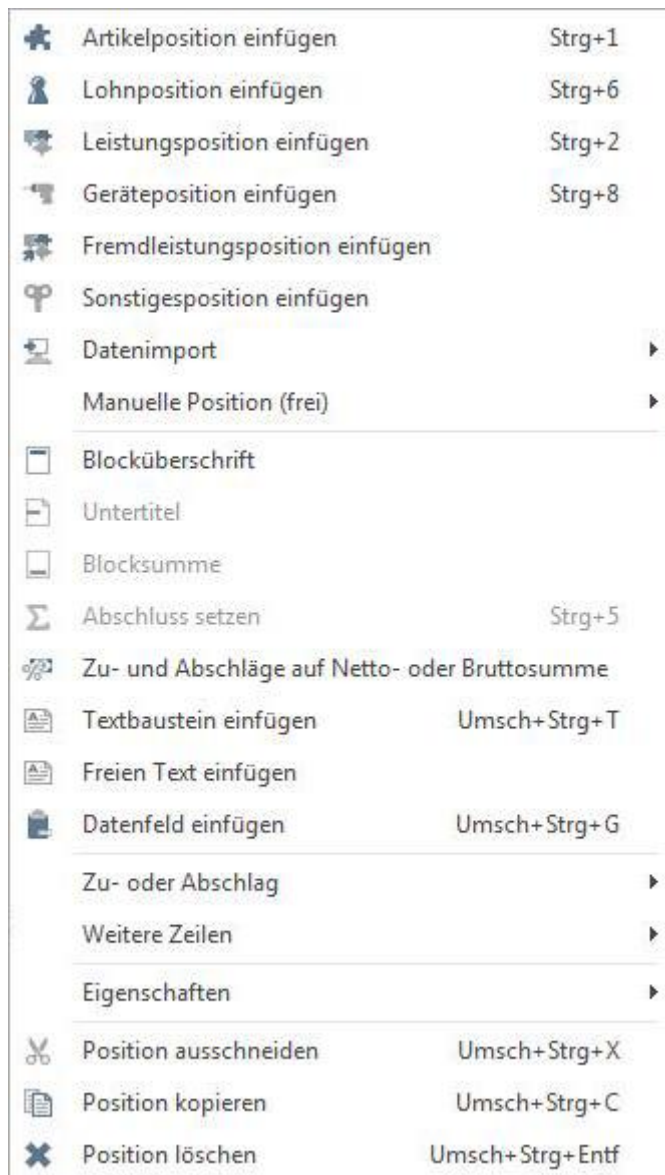 Artikelposition einfügen Strg+1
Lohnposition einfügen Strg+6
Leistungsposition einfügen Strg+2
Geräteposition einfügen Strg+8
Fremdleistungsposition einfügen
Sonstigesposition einfügen
Datenimport
Manuelle Position (frei)
Blocküberschrift
Untertitel
Blocksumme
Abschluss setzen Strg+5
Zu- und Abschläge auf Netto- oder Bruttosumme
Textbaustein einfügen Umsch+Strg+T
Freien Text einfügen
Datenfeld einfügen Umsch+Strg+G
Zu- oder Abschlag
Weitere Zeilen
Eigenschaften
Position ausschneiden Umsch+Strg+X
Position kopieren Umsch+Strg+C
Position löschen Umsch+Strg+Entf